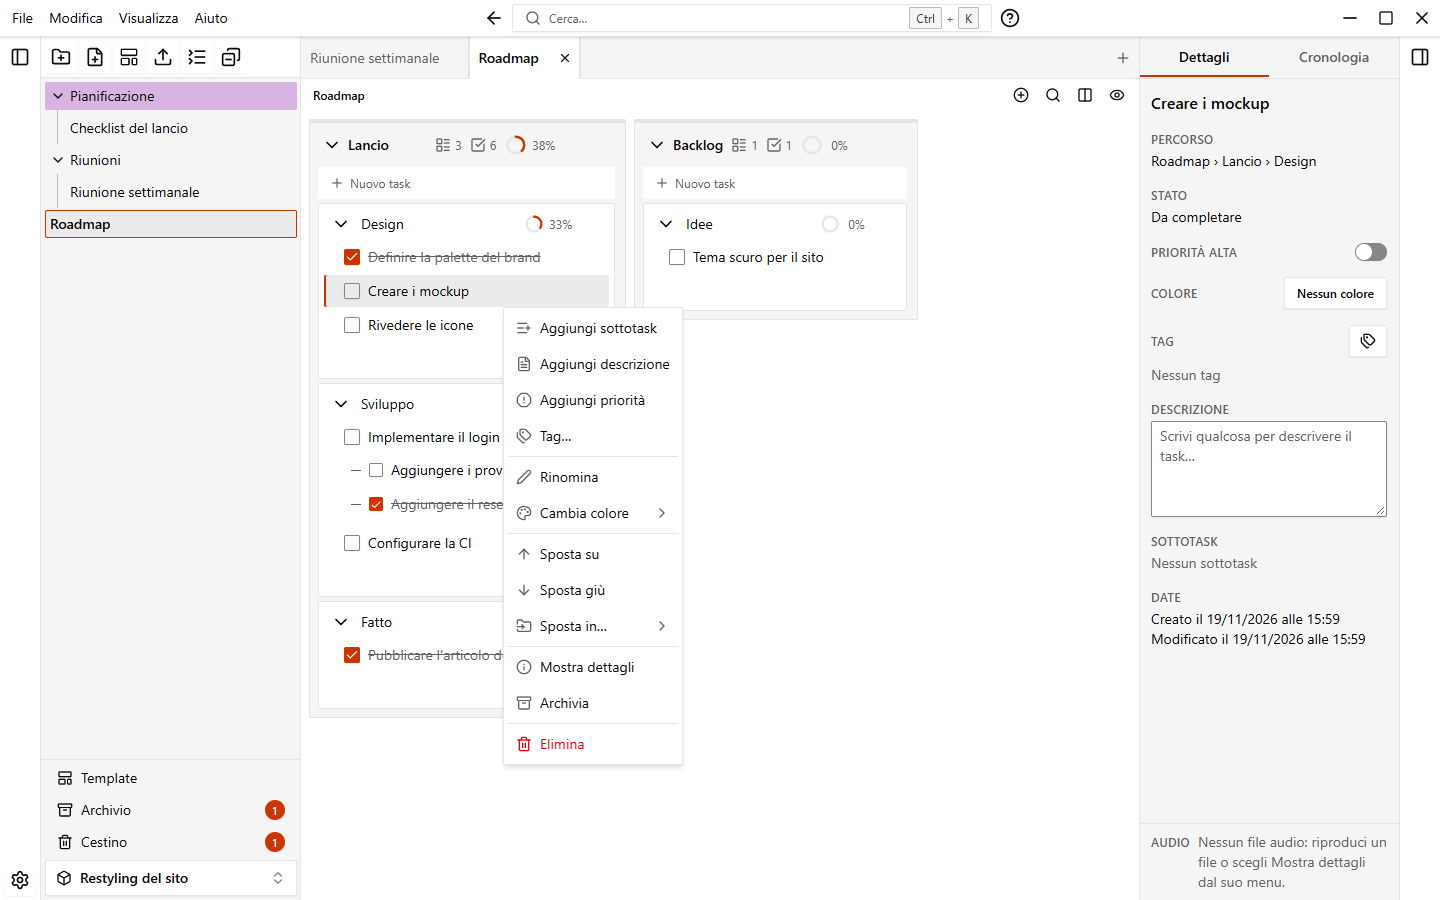 File Modifica Visualizza Aiuto
Cerca... Ctrl + K
Riunione settimanale Roadmap
Dettagli Cronologia
Pianificazione
Checklist del lancio
Riunioni
Riunione settimanale
Roadmap
Template
Archivio 1
Cestino 1
Restyling del sito
Roadmap
Lancio 3 6 38%
Nuovo task
Design 33%
Definire la palette del brand
Creare i mockup
Rivedere le icone
Sviluppo
Implementare il login
Aggiungere i prov
Aggiungere il rese
Configurare la CI
Fatto
Pubblicare l'articolo d
Backlog 1 1 0%
Nuovo task
Idee 0%
Tema scuro per il sito
Aggiungi sottotask
Aggiungi descrizione
Aggiungi priorità
Tag...
Rinomina
Cambia colore
Sposta su
Sposta giù
Sposta in...
Mostra dettagli
Archivia
Elimina
Creare i mockup
PERCORSO
Roadmap › Lancio › Design
STATO
Da completare
PRIORITÀ ALTA
COLORE Nessun colore
TAG
Nessun tag
DESCRIZIONE
Scrivi qualcosa per descrivere il
task...
SOTTOTASK
Nessun sottotask
DATE
Creato il 19/11/2026 alle 15:59
Modificato il 19/11/2026 alle 15:59
AUDIO Nessun file audio: riproduci un
file o scegli Mostra dettagli
dal suo menu.